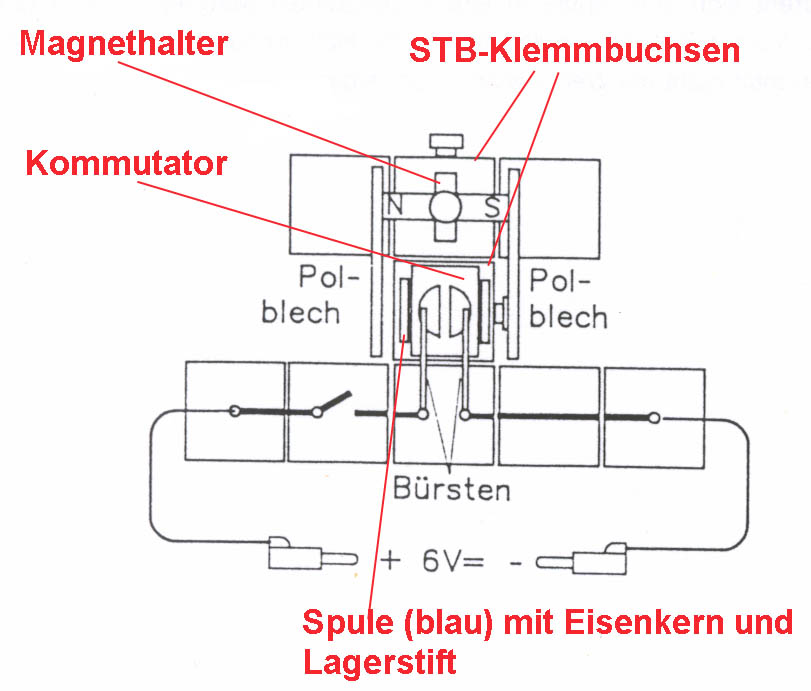 Magnethalter
STB-Klemmbuchsen
Kommutator
N
S
Pol-
blech
Pol-
blech
Bürsten
+ 6V= -
Spule (blau) mit Eisenkern und
Lagerstift